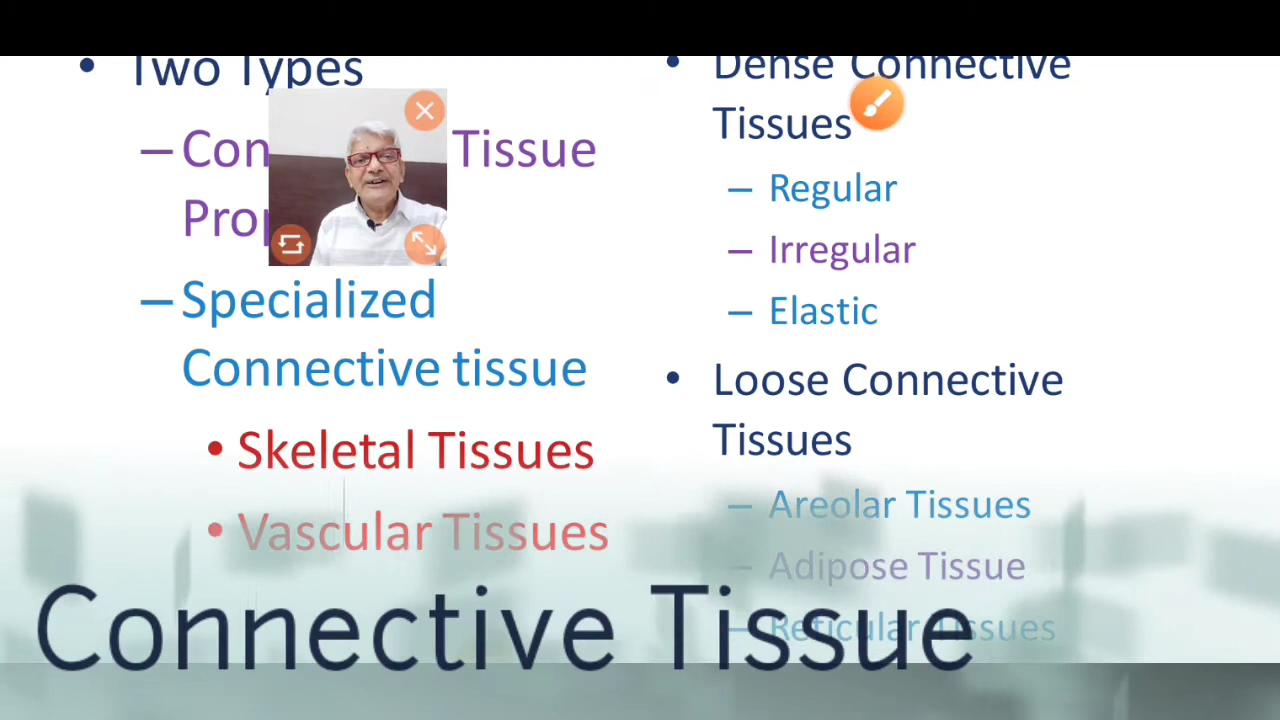 Two Types
– Con Tissue
Prop
– Specialized
Connective tissue
• Skeletal Tissues
• Vascular Tissues
Dense Connective
Tissues
– Regular
– Irregular
– Elastic
• Loose Connective
Tissues
– Areolar Tissues
– Adipose Tissue
– Reticular Tissues
Connective Tissue